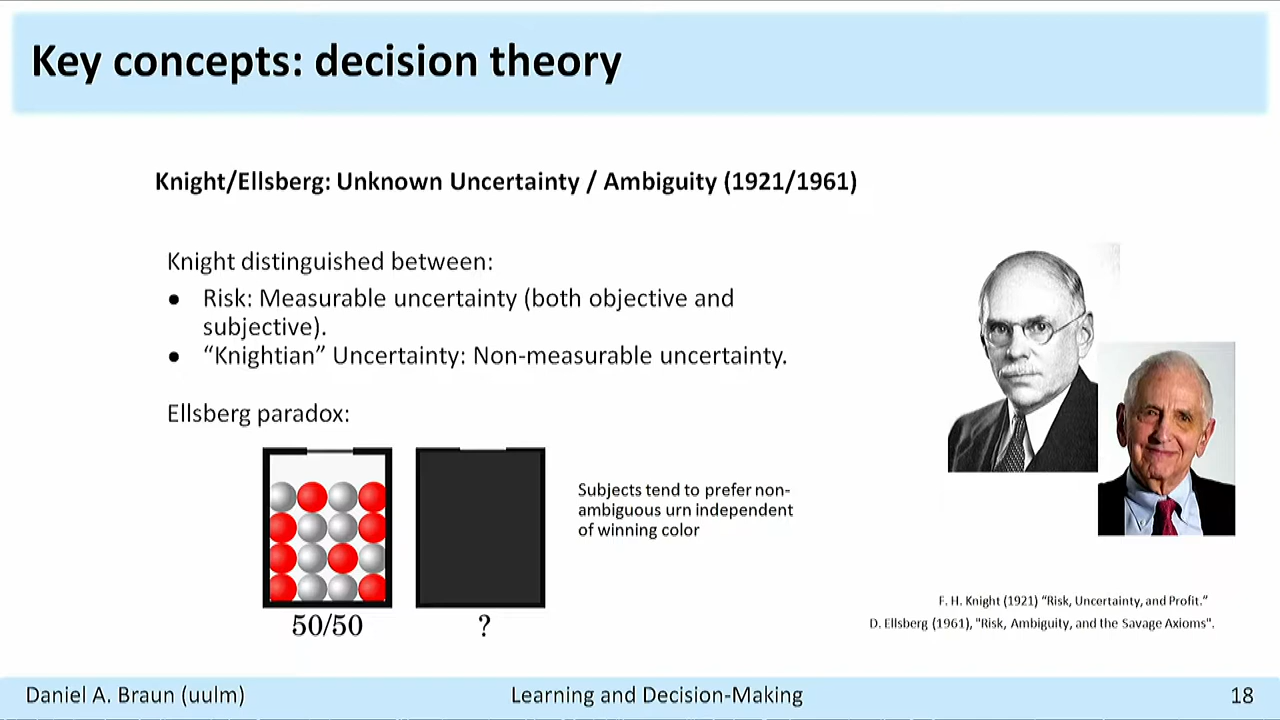 Key concepts: decision theory
Knight/Ellsberg: Unknown Uncertainty / Ambiguity (1921/1961)
Knight distinguished between:
● Risk: Measurable uncertainty (both objective and
subjective).
● “Knightian” Uncertainty: Non-measurable uncertainty.
Ellsberg paradox:
Subjects tend to prefer non-
ambiguous urn independent
of winning color
50/50
?
F. H. Knight (1921) “Risk, Uncertainty, and Profit.”
D. Ellsberg (1961), "Risk, Ambiguity, and the Savage Axioms".
Daniel A. Braun (uulm)
Learning and Decision-Making
18